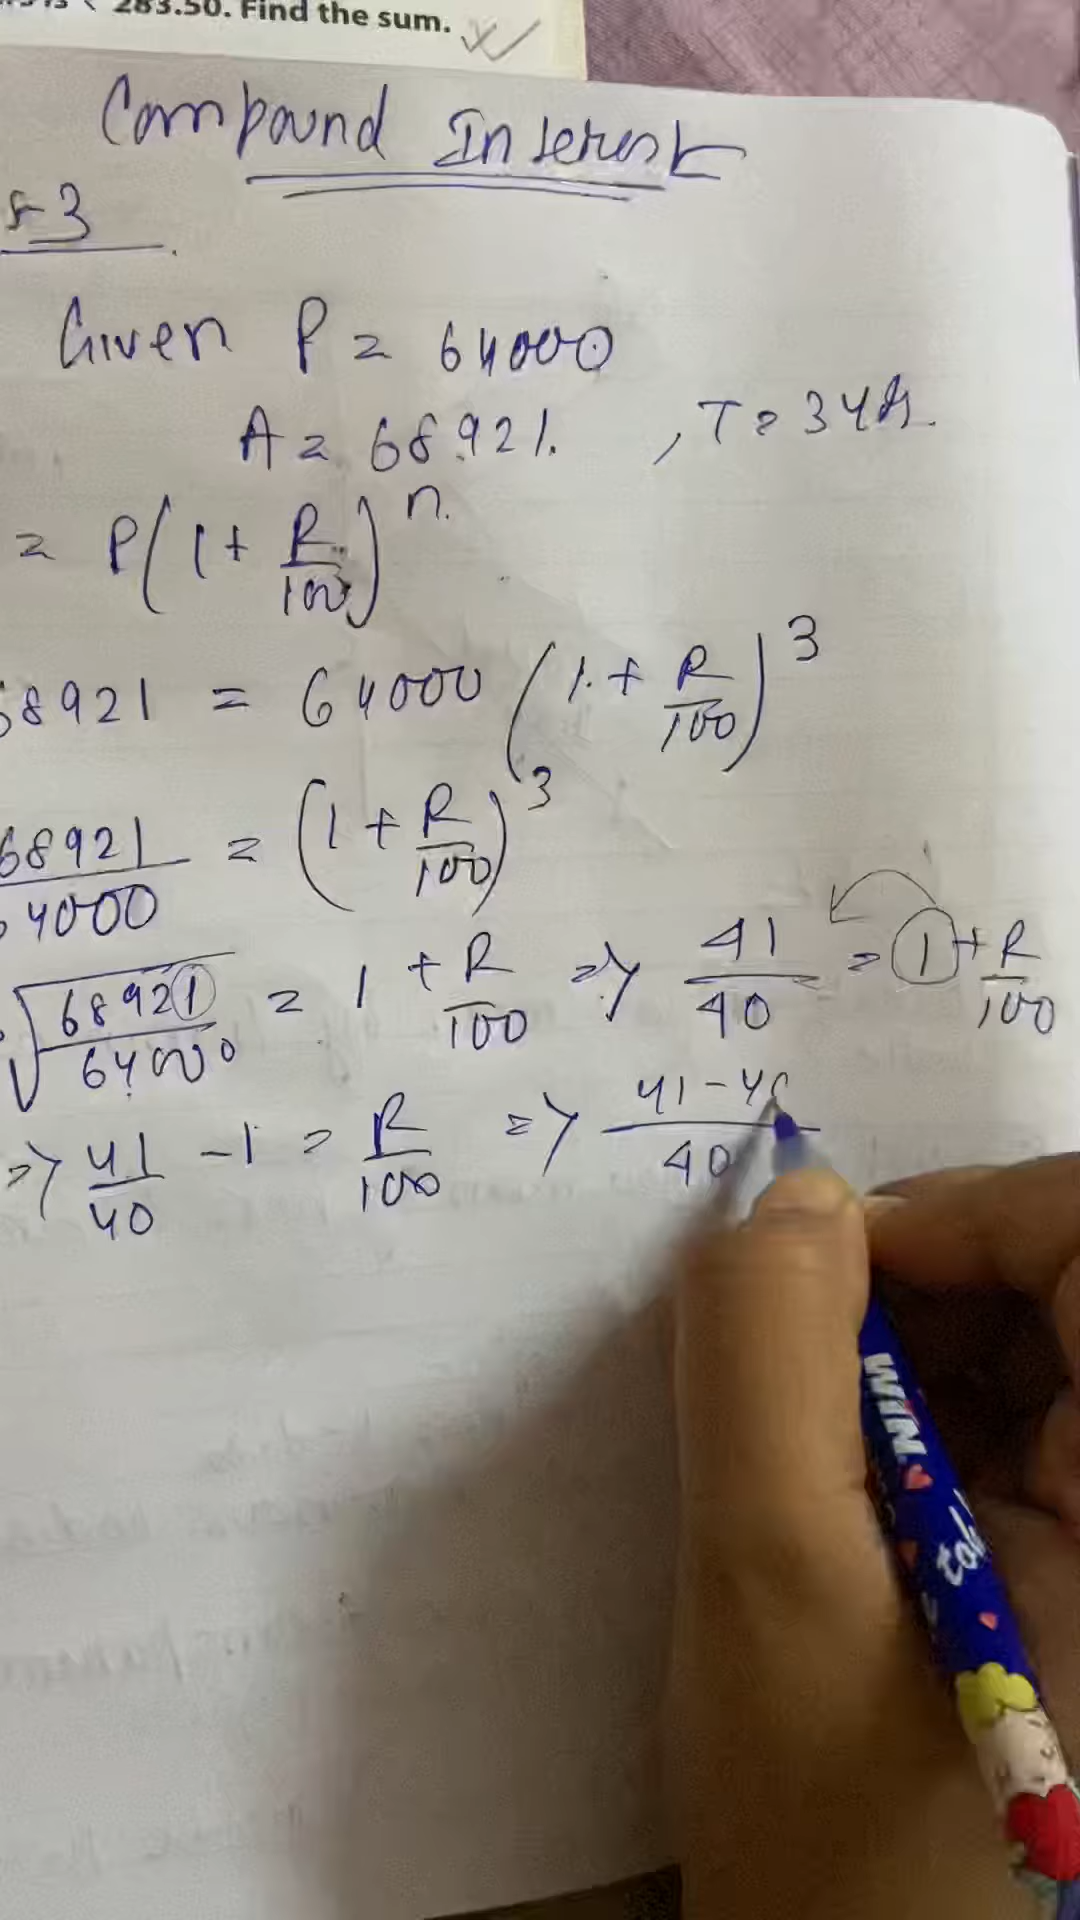 283.50. Find the sum.
Compound Interest
3
Given P = 64000
A = 68921. , T = 3 yr.
= P(1 + R/100)^n.
68921 = 64000 (1 + R/100)^3
68921/64000 = (1 + R/100)^3
3√(68921/64000) = 1 + R/100 => 41/40 = 1 + R/100
=> 41/40 - 1 = R/100 => 41-40/40
WIN